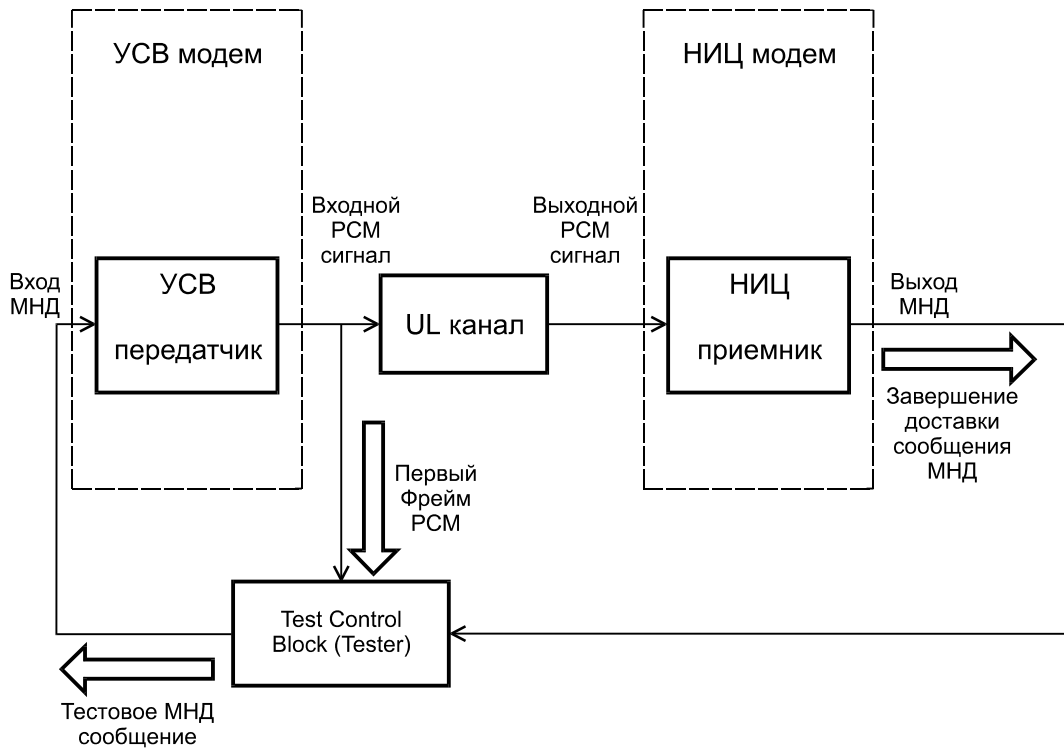 УСВ модем
НИЦ модем
Входной
PCM
сигнал
Выходной
PCM
сигнал
Вход
МНД
УСВ
передатчик
UL канал
НИЦ
приемник
Выход
МНД
Завершение
доставки
сообщения
МНД
Первый
Фрейм
PCM
Test Control
Block (Tester)
Тестовое МНД
сообщение